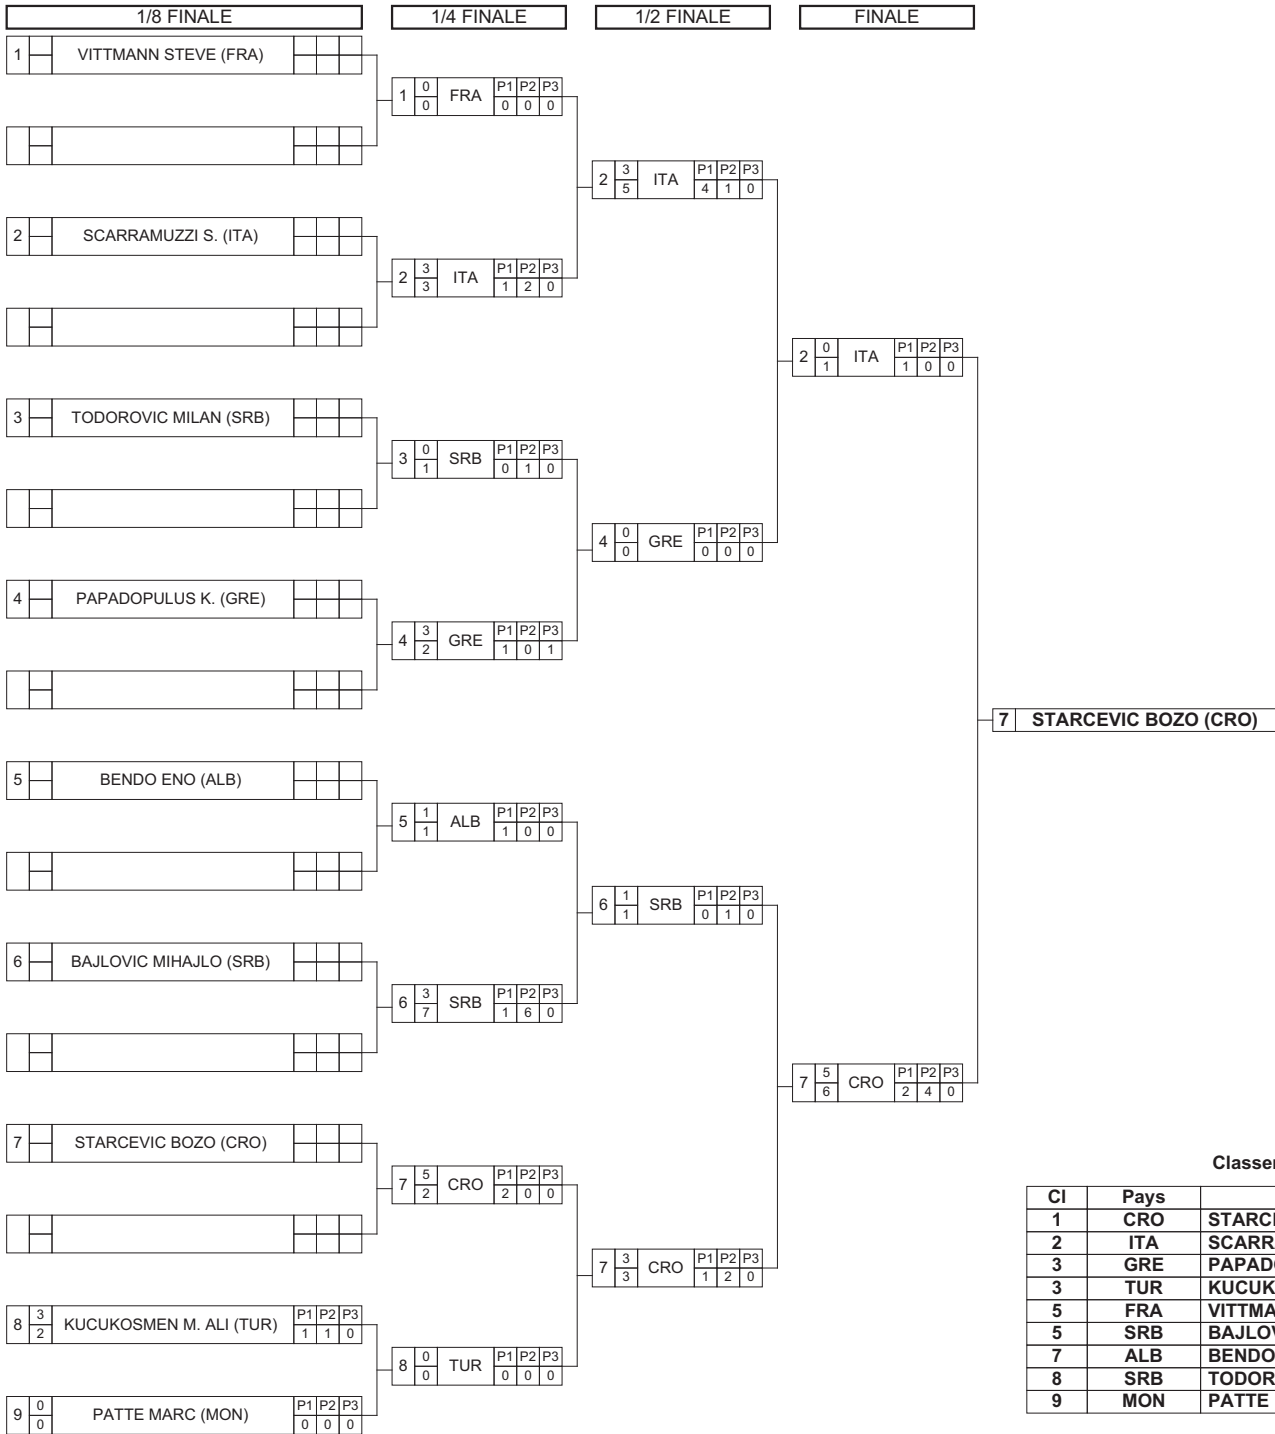 1/8 FINALE 1/4 FINALE 1/2 FINALE FINALE
1 VITTMANN STEVE (FRA)
1 0 FRA P1 P2 P3
0 0 0 0
2 3 ITA P1 P2 P3
5 4 1 0
2 SCARRAMUZZI S. (ITA)
2 3 ITA P1 P2 P3
3 1 2 0
2 0 ITA P1 P2 P3
1 1 0 0
3 TODOROVIC MILAN (SRB)
3 0 SRB P1 P2 P3
1 0 1 0
4 0 GRE P1 P2 P3
0 0 0 0
4 PAPADOPULUS K. (GRE)
4 3 GRE P1 P2 P3
2 1 0 1
7 STARCEVIC BOZO (CRO)
5 BENDO ENO (ALB)
5 1 ALB P1 P2 P3
1 1 0 0
6 1 SRB P1 P2 P3
1 0 1 0
6 BAJLOVIC MIHAJLO (SRB)
6 3 SRB P1 P2 P3
7 1 6 0
7 5 CRO P1 P2 P3
6 2 4 0
7 STARCEVIC BOZO (CRO)
7 5 CRO P1 P2 P3
2 2 0 0
7 3 CRO P1 P2 P3
3 1 2 0
8 3 KUCUKOSMEN M. ALI (TUR) P1 P2 P3
2 1 1 0
8 0 TUR P1 P2 P3
0 0 0 0
9 0 PATTE MARC (MON) P1 P2 P3
0 0 0 0
Classe
Cl Pays
1 CRO STARC
2 ITA SCARR
3 GRE PAPAD
3 TUR KUCUK
5 FRA VITTMA
5 SRB BAJLOV
7 ALB BENDO
8 SRB TODOR
9 MON PATTE